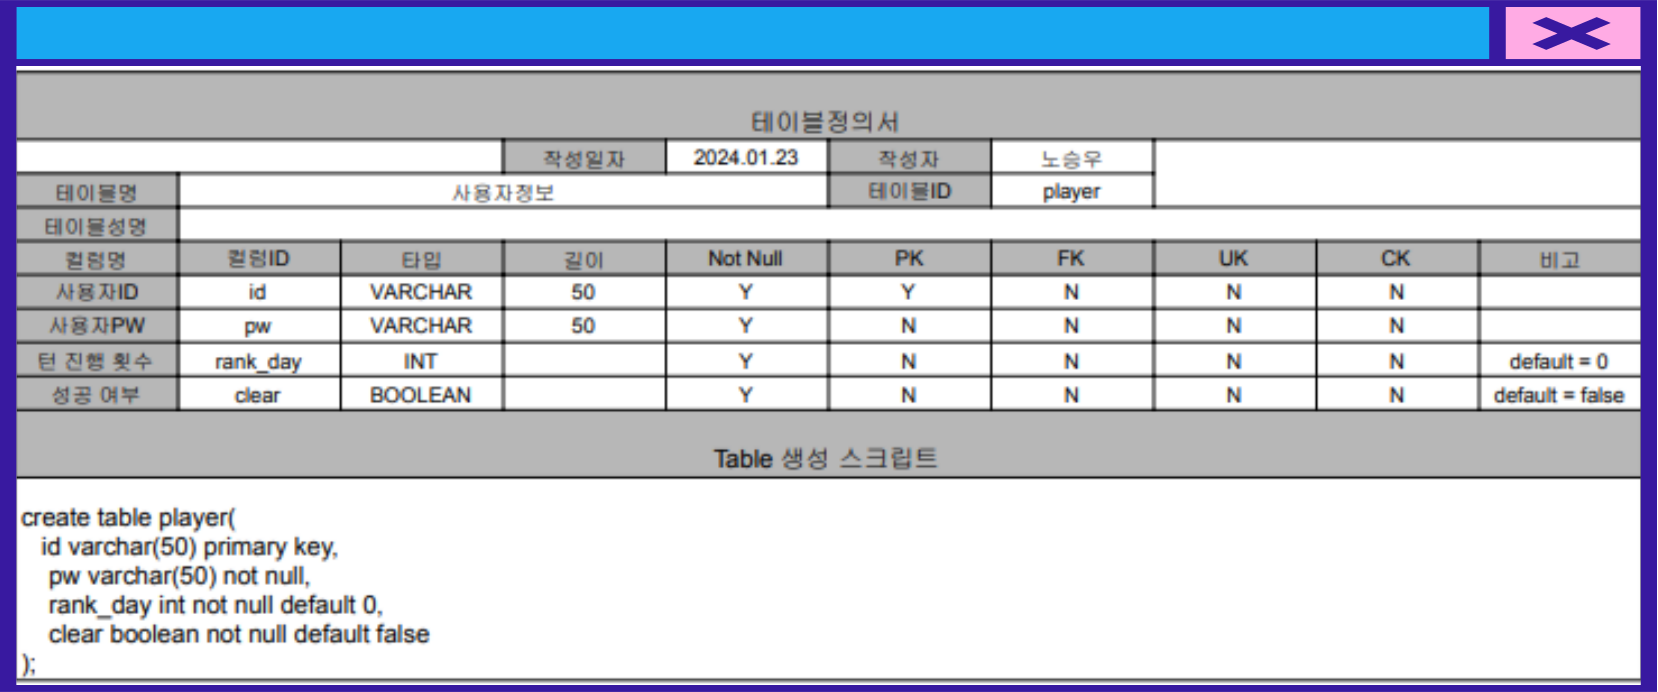 테이블정의서
작성일자 2024.01.23 작성자 노승우
테이블명 사용자정보 테이블ID player
테이블성명
컬럼명 컬럼ID 타입 길이 Not Null PK FK UK CK 비고
사용자ID id VARCHAR 50 Y Y N N N
사용자PW pw VARCHAR 50 Y N N N N
턴 진행 횟수 rank_day INT Y N N N N default = 0
성공 여부 clear BOOLEAN Y N N N N default = false
Table 생성 스크립트
create table player(
id varchar(50) primary key,
pw varchar(50) not null,
rank_day int not null default 0,
clear boolean not null default false
);